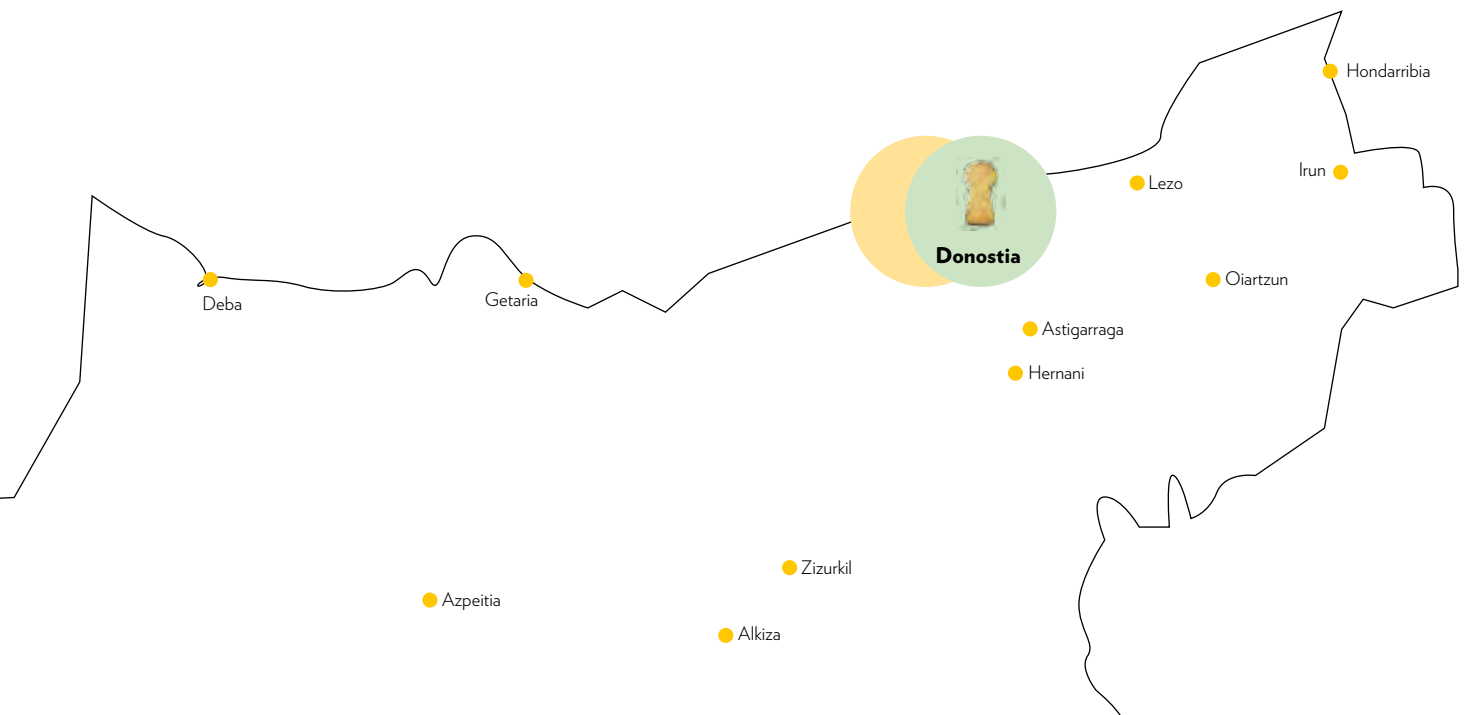 Hondarribia
Irun
Lezo
Donostia
Oiartzun
Deba
Getaria
Astigarraga
Hernani
Zizurkil
Azpeitia
Alkiza